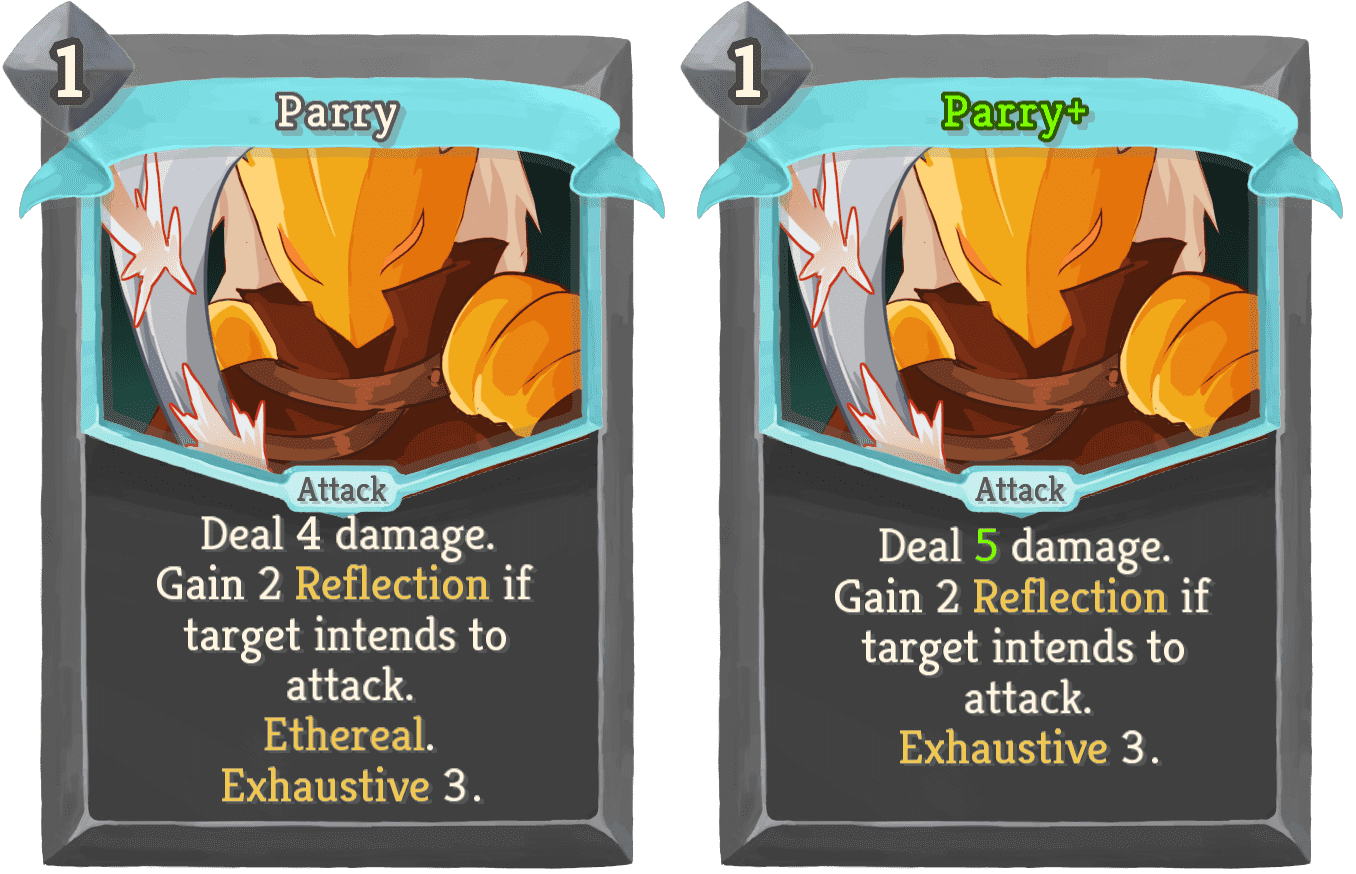 1
Parry
Attack
Deal 4 damage.
Gain 2 Reflection if
target intends to
attack.
Ethereal.
Exhaustive 3.
1
Parry+
Attack
Deal 5 damage.
Gain 2 Reflection if
target intends to
attack.
Exhaustive 3.